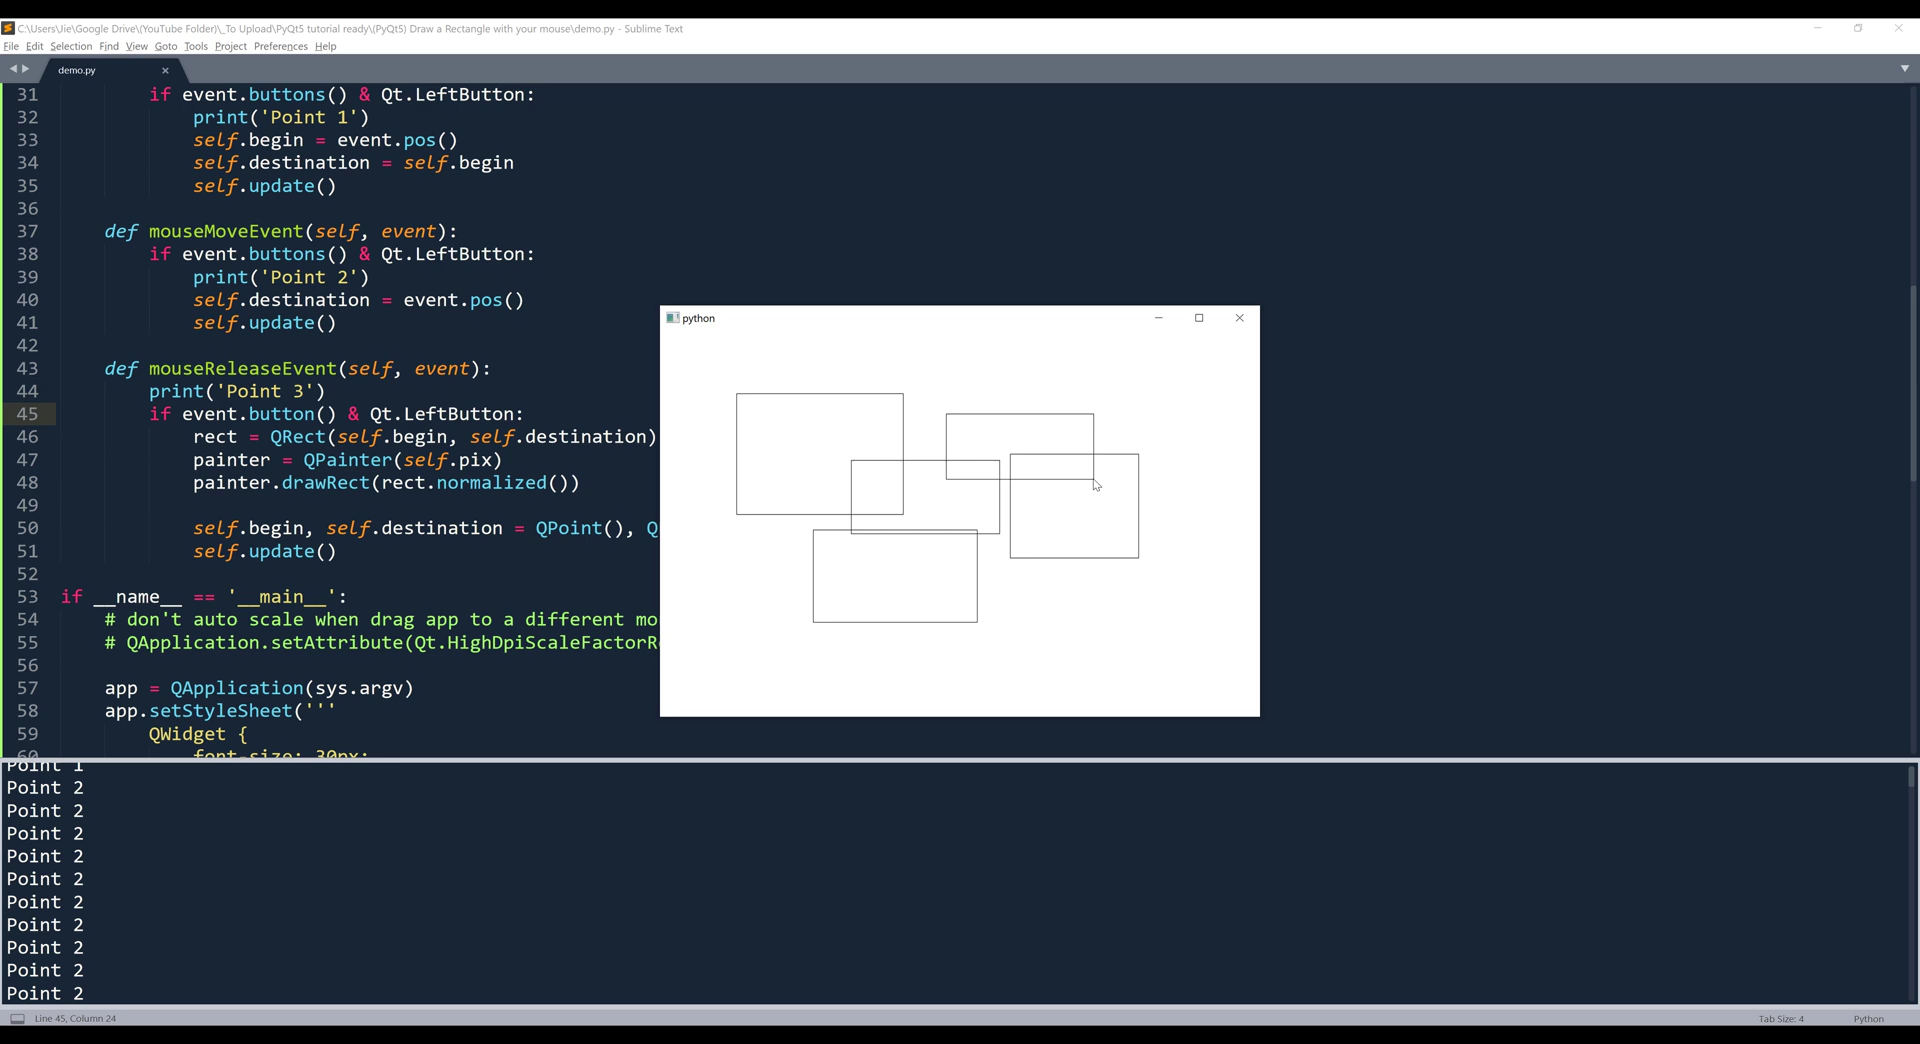 C:\Users\Jie\Google Drive\(YouTube Folder)\_To Upload\PyQt5 tutorial ready\(PyQt5) Draw a Rectangle with your mouse\demo.py - Sublime Text
File Edit Selection Find View Goto Tools Project Preferences Help
demo.py
31 if event.buttons() & Qt.LeftButton:
32 print('Point 1')
33 self.begin = event.pos()
34 self.destination = self.begin
35 self.update()
36
37 def mouseMoveEvent(self, event):
38 if event.buttons() & Qt.LeftButton:
39 print('Point 2')
40 self.destination = event.pos()
41 self.update()
42
43 def mouseReleaseEvent(self, event):
44 print('Point 3')
45 if event.button() & Qt.LeftButton:
46 rect = QRect(self.begin, self.destination)
47 painter = QPainter(self.pix)
48 painter.drawRect(rect.normalized())
49
50 self.begin, self.destination = QPoint(), Q
51 self.update()
52
53 if __name__ == '__main__':
54 # don't auto scale when drag app to a different mo
55 # QApplication.setAttribute(Qt.HighDpiScaleFactorR
56
57 app = QApplication(sys.argv)
58 app.setStyleSheet('''
59 QWidget {
60 font-size: 30px;
python
Point 1
Point 2
Point 2
Point 2
Point 2
Point 2
Point 2
Point 2
Point 2
Point 2
Point 2
Line 45, Column 24
Tab Size: 4
Python